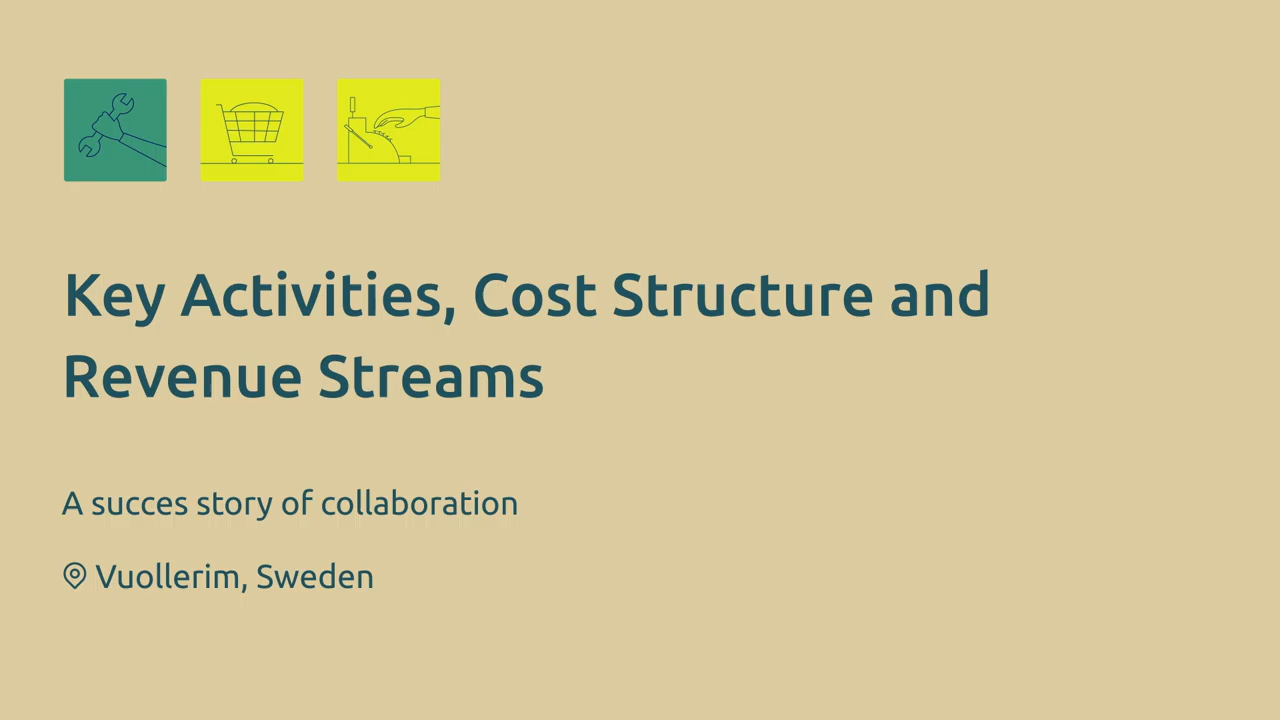 Key Activities, Cost Structure and
Revenue Streams
A succes story of collaboration
Vuollerim, Sweden